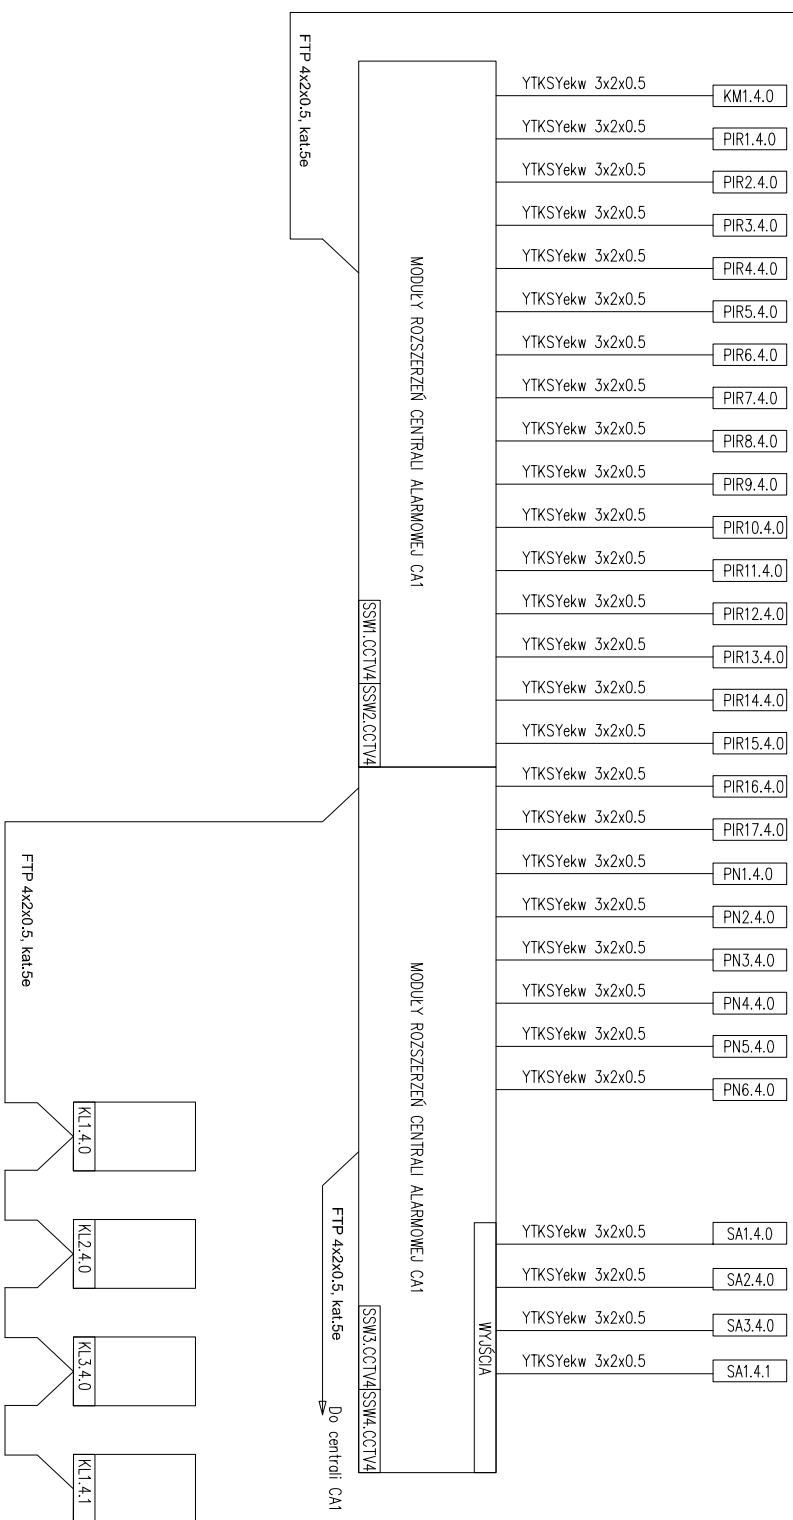 FTP 4x2x0.5, kat.5e
MODUŁY ROZSZERZEŃ CENTRALI ALARMOWEJ CA1
SSW1.CCTV4
SSW2.CCTV4
YTKSYekw 3x2x0.5
KM1.4.0
YTKSYekw 3x2x0.5
PIR1.4.0
YTKSYekw 3x2x0.5
PIR2.4.0
YTKSYekw 3x2x0.5
PIR3.4.0
YTKSYekw 3x2x0.5
PIR4.4.0
YTKSYekw 3x2x0.5
PIR5.4.0
YTKSYekw 3x2x0.5
PIR6.4.0
YTKSYekw 3x2x0.5
PIR7.4.0
YTKSYekw 3x2x0.5
PIR8.4.0
YTKSYekw 3x2x0.5
PIR9.4.0
YTKSYekw 3x2x0.5
PIR10.4.0
YTKSYekw 3x2x0.5
PIR11.4.0
YTKSYekw 3x2x0.5
PIR12.4.0
YTKSYekw 3x2x0.5
PIR13.4.0
YTKSYekw 3x2x0.5
PIR14.4.0
YTKSYekw 3x2x0.5
PIR15.4.0
YTKSYekw 3x2x0.5
PIR16.4.0
YTKSYekw 3x2x0.5
PIR17.4.0
YTKSYekw 3x2x0.5
PN1.4.0
YTKSYekw 3x2x0.5
PN2.4.0
YTKSYekw 3x2x0.5
PN3.4.0
YTKSYekw 3x2x0.5
PN4.4.0
YTKSYekw 3x2x0.5
PN5.4.0
YTKSYekw 3x2x0.5
PN6.4.0
MODUŁY ROZSZERZEŃ CENTRALI ALARMOWEJ CA1
SSW3.CCTV4
SSW4.CCTV4
WYJŚCIA
YTKSYekw 3x2x0.5
SA1.4.0
YTKSYekw 3x2x0.5
SA2.4.0
YTKSYekw 3x2x0.5
SA3.4.0
YTKSYekw 3x2x0.5
SA1.4.1
FTP 4x2x0.5, kat.5e
Do centrali CA1
FTP 4x2x0.5, kat.5e
KL1.4.0
KL2.4.0
KL3.4.0
KL1.4.1